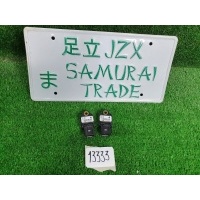 足立 JZX
ま SAMURAI
TRADE
13333